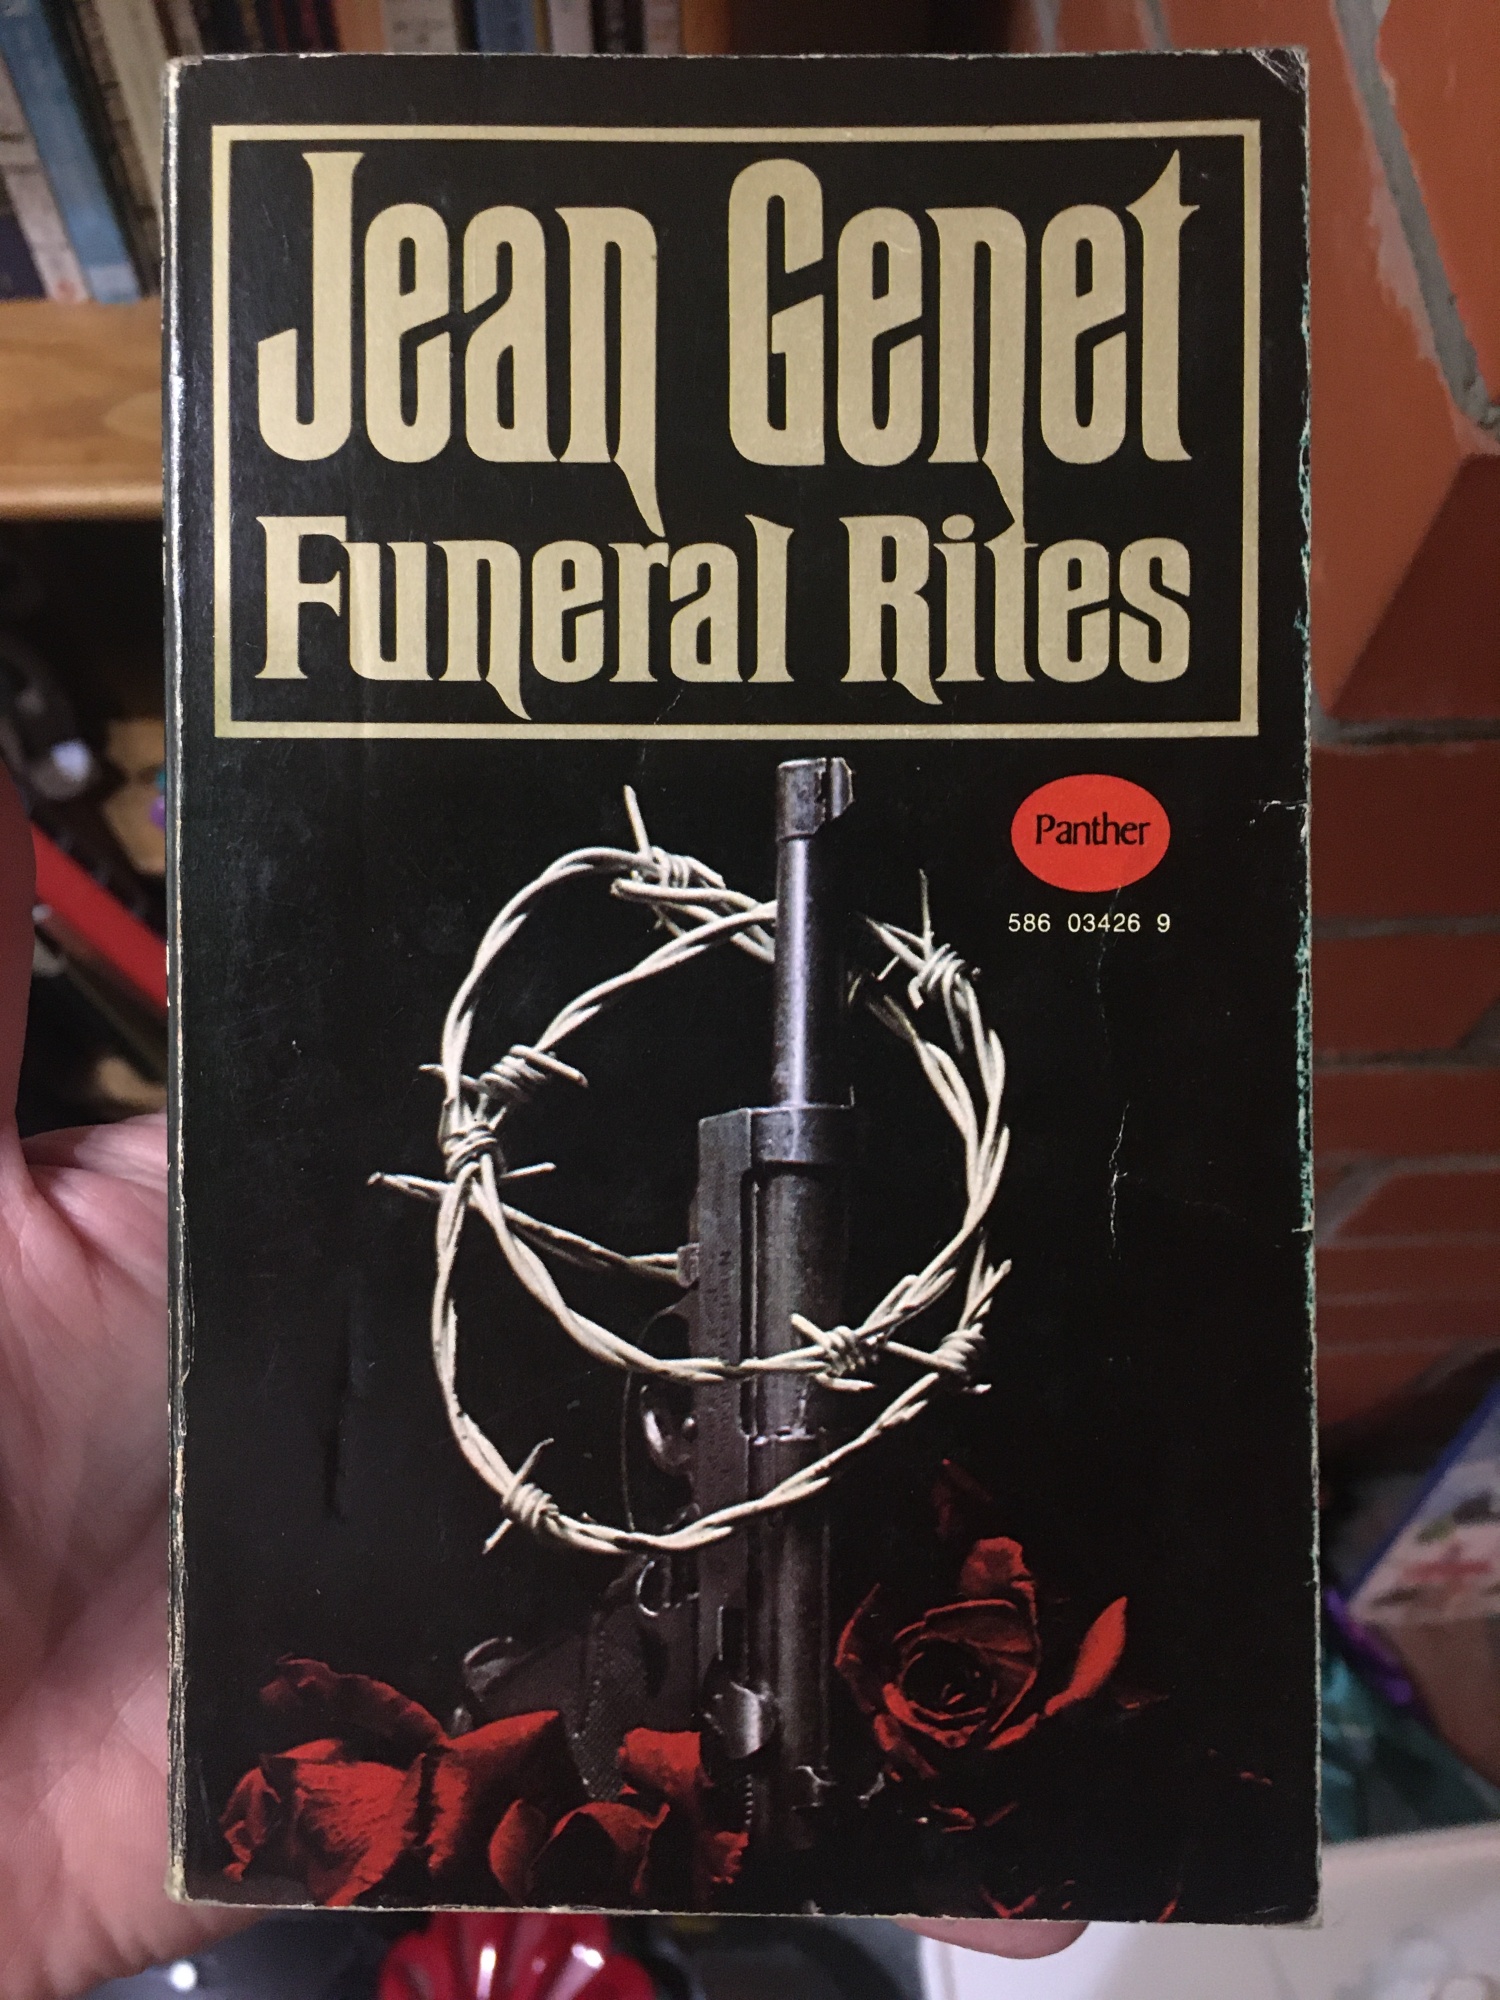 Jean Genet
Funeral Rites
Panther
586 03426 9